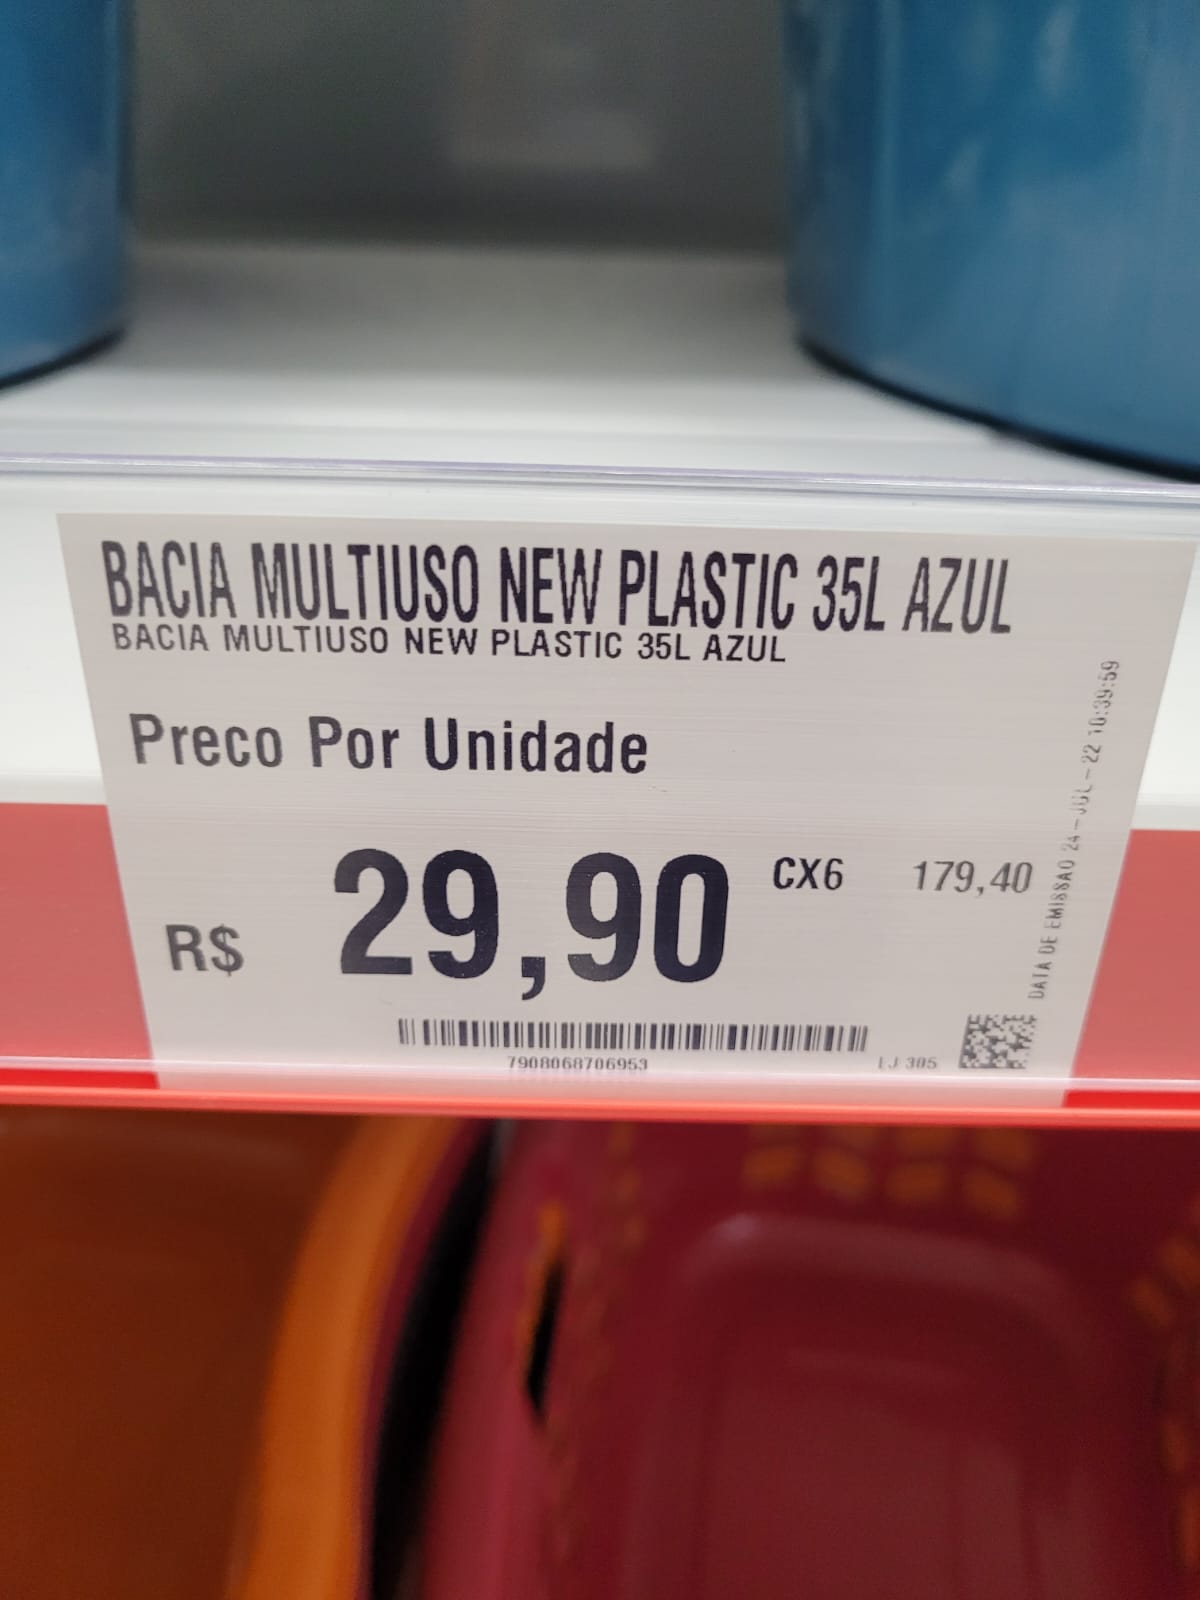 BACIA MULTIUSO NEW PLASTIC 35L AZUL
BACIA MULTIUSO NEW PLASTIC 35L AZUL
Preco Por Unidade
R$ 29,90 CX6 179,40
7908068706953
LJ 305
DATA DE EMISSAO 24-JUL-22 10:39:59